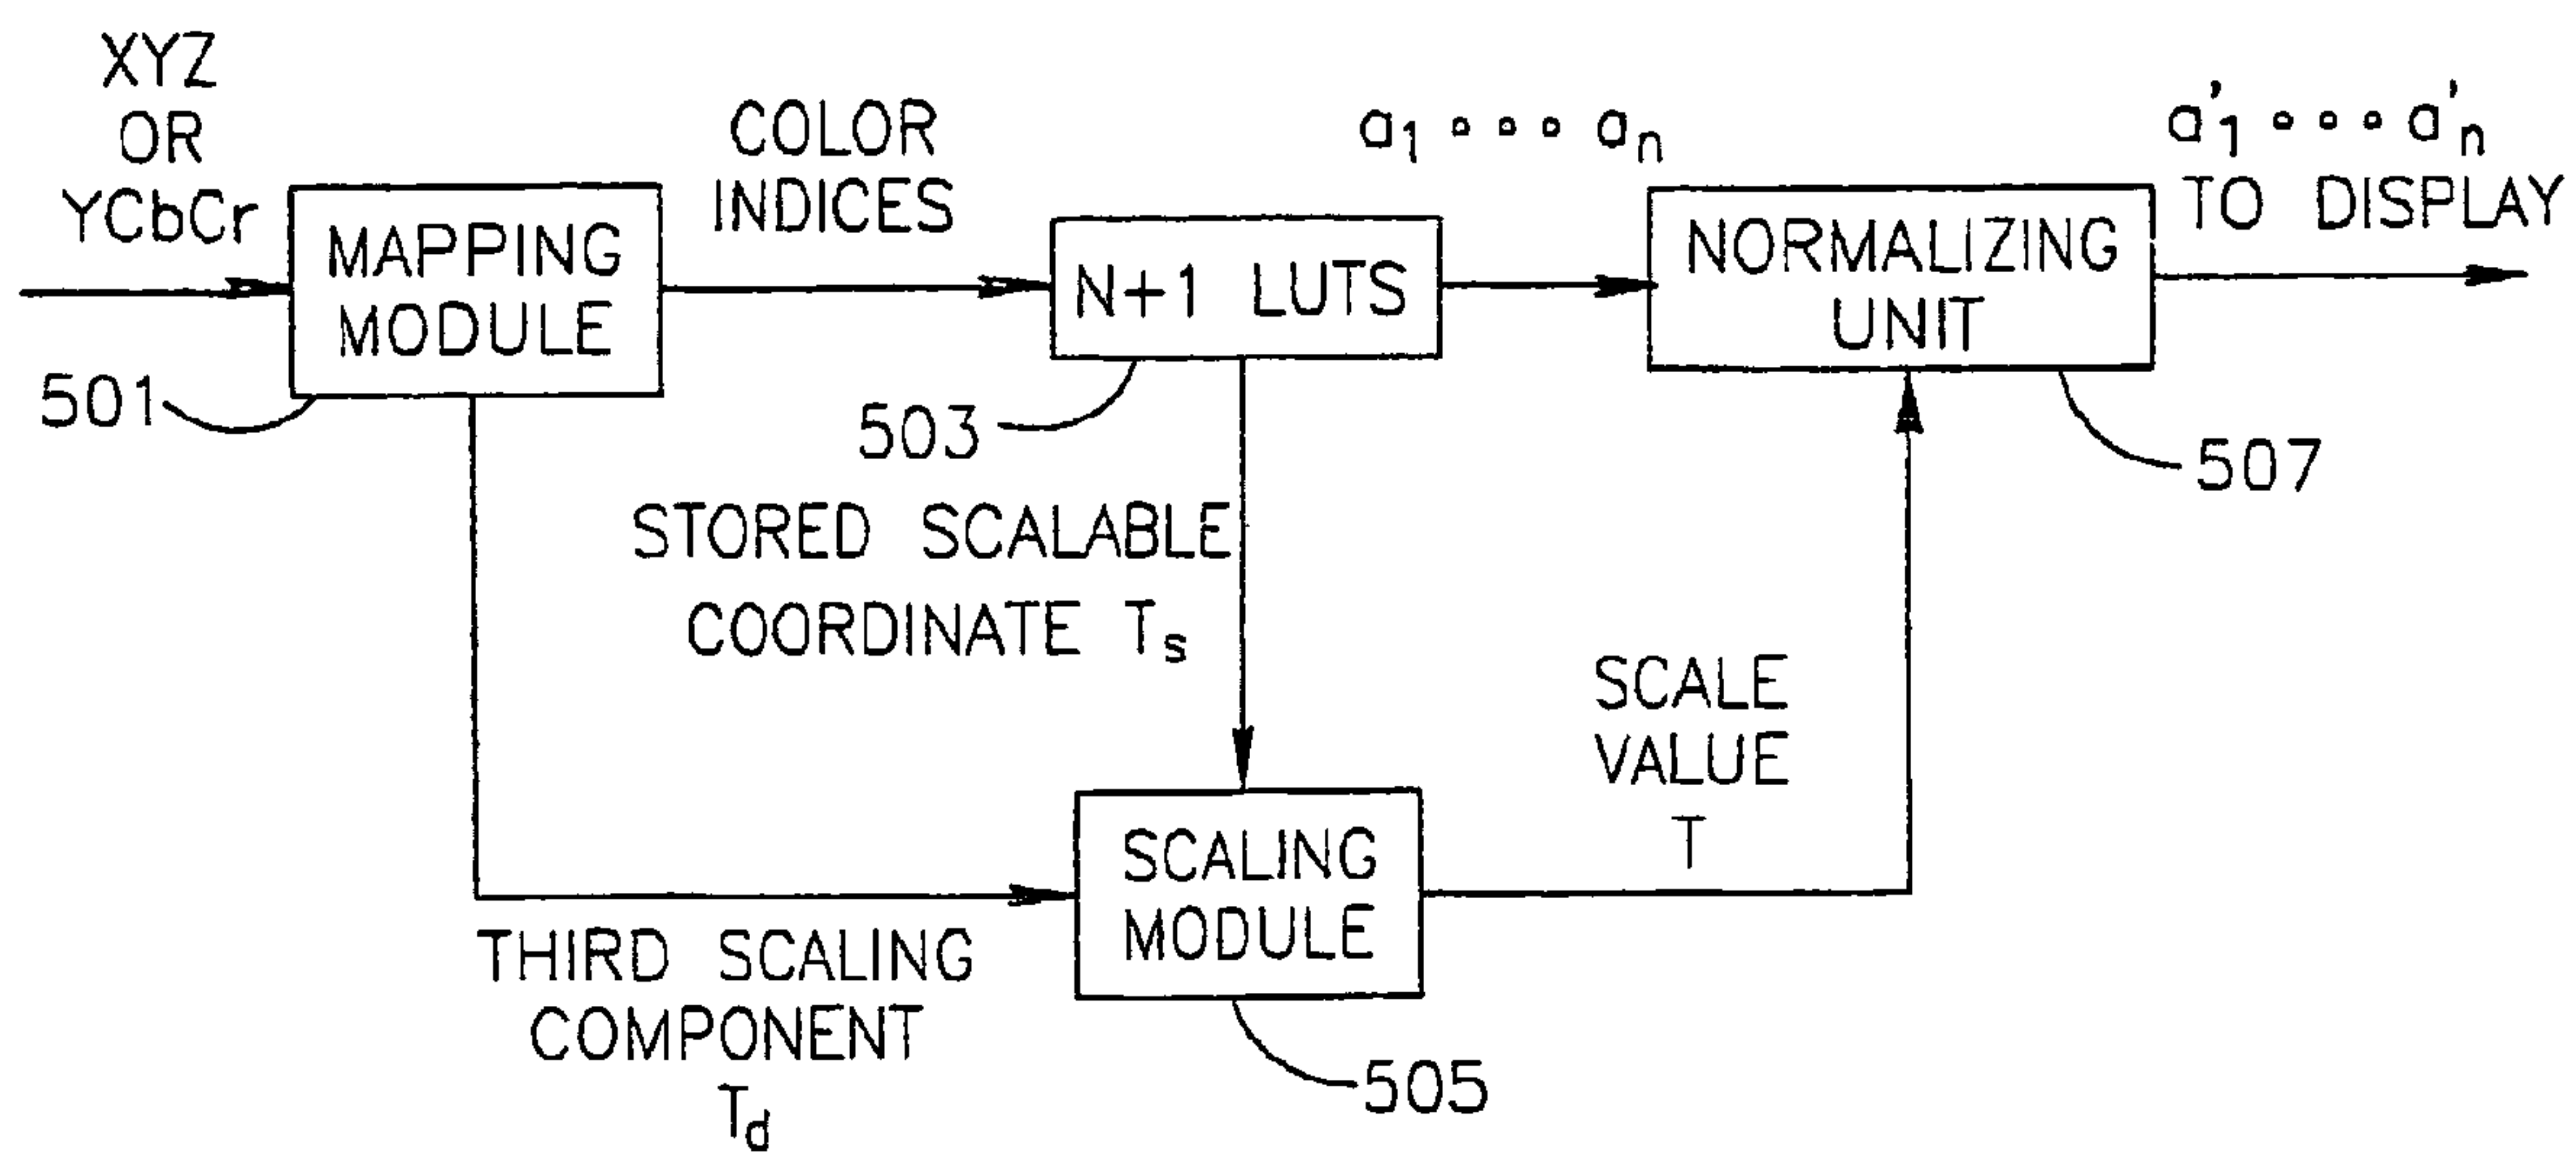 XYZ
OR
YCbCr
MAPPING
MODULE
501
COLOR
INDICES
N+1 LUTS
503
a₁ ∘ ∘ ∘ aₙ
NORMALIZING
UNIT
507
a'₁ ∘ ∘ ∘ a'ₙ
TO DISPLAY
STORED SCALABLE
COORDINATE Tₛ
THIRD SCALING
COMPONENT
T_d
SCALING
MODULE
505
SCALE
VALUE
T